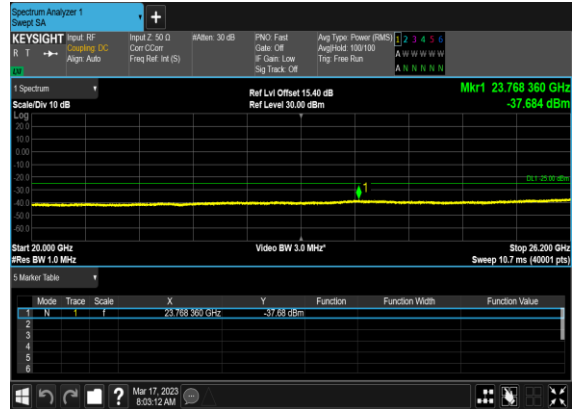 Spectrum Analyzer 1
Swept SA
KEYSIGHT Input: RF Input Z: 50 Ω #Atten: 30 dB PNO: Fast Avg Type: Power (RMS) 1 2 3 4 5 6
R T Coupling: DC Corr CCorr Gate: Off Avg|Hold: 100/100 A W W W W W
Align: Auto Freq Ref: Int (S) IF Gain: Low Trig: Free Run
Sig Track: Off A N N N N N
1 Spectrum Ref Lvl Offset 15.40 dB Mkr1 23.768 360 GHz
Scale/Div 10 dB Ref Level 30.00 dBm -37.684 dBm
Log
20.0
10.0
0.00
-10.0
-20.0 DL1 -25.00 dBm
-30.0 1
-40.0
-50.0
-60.0
Start 20.000 GHz Video BW 3.0 MHz* Stop 26.200 GHz
#Res BW 1.0 MHz Sweep 10.7 ms (40001 pts)
5 Marker Table
Mode Trace Scale X Y Function Function Width Function Value
1 N 1 f 23.768 360 GHz -37.68 dBm
2
3
4
5
6
? Mar 17, 2023
8:03:12 AM